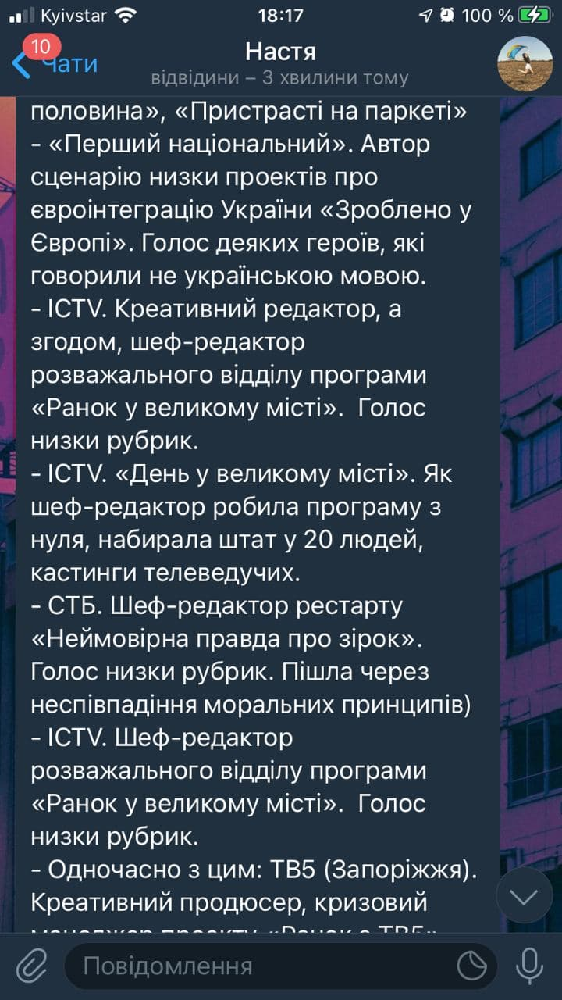 Kyivstar 18:17 100 %
10
Чати
Настя
відвідини – 3 хвилини тому
половина», «Пристрасті на паркеті»
- «Перший національний». Автор
сценарію низки проектів про
євроінтеграцію України «Зроблено у
Європі». Голос деяких героїв, які
говорили не українською мовою.
- ICTV. Креативний редактор, а
згодом, шеф-редактор
розважального відділу програми
«Ранок у великому місті».  Голос
низки рубрик.
- ICTV. «День у великому місті». Як
шеф-редактор робила програму з
нуля, набирала штат у 20 людей,
кастинги телеведучих.
- СТБ. Шеф-редактор рестарту
«Неймовірна правда про зірок».
Голос низки рубрик. Пішла через
неспівпадіння моральних принципів)
- ICTV. Шеф-редактор
розважального відділу програми
«Ранок у великому місті».  Голос
низки рубрик.
- Одночасно з цим: ТВ5 (Запоріжжя).
Креативний продюсер, кризовий
менеджер проекту «Ранок з ТВ5»
Повідомлення